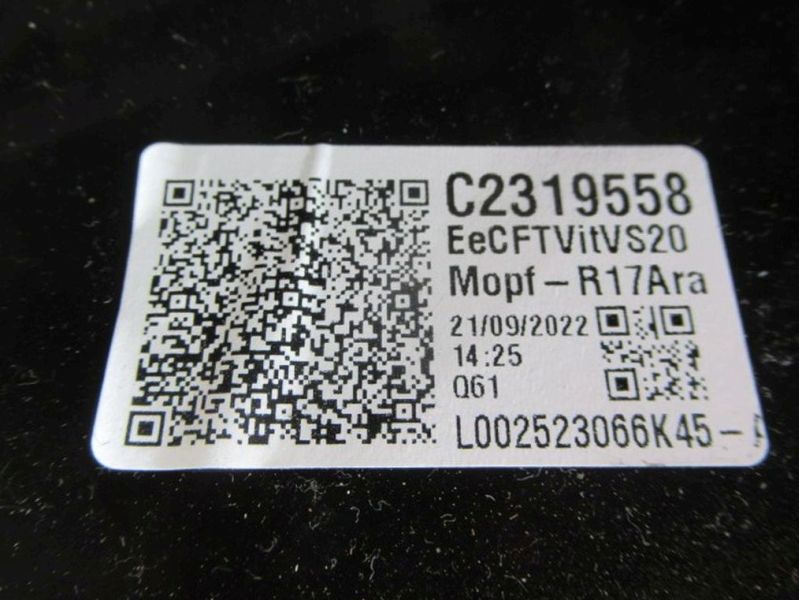 C2319558
EeCFTVitVS20
Mopf-R17Ara
21/09/2022
14:25
Q61
L002523066K45-